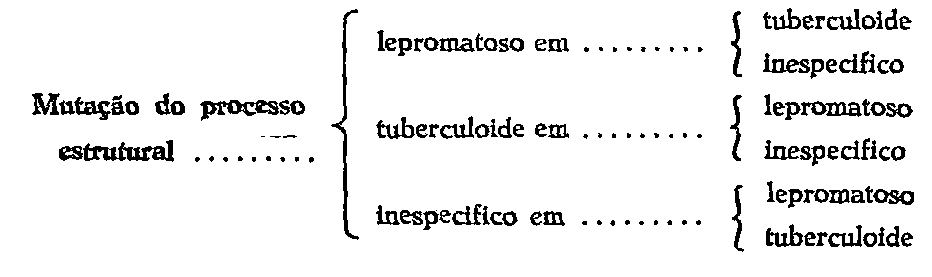 tuberculoide
lepromatoso em .........
inespecifico
Mutação do processo
lepromatoso
tuberculoide em .........
estrutural .........
inespecifico
lepromatoso
inespecifico em .........
tuberculoide